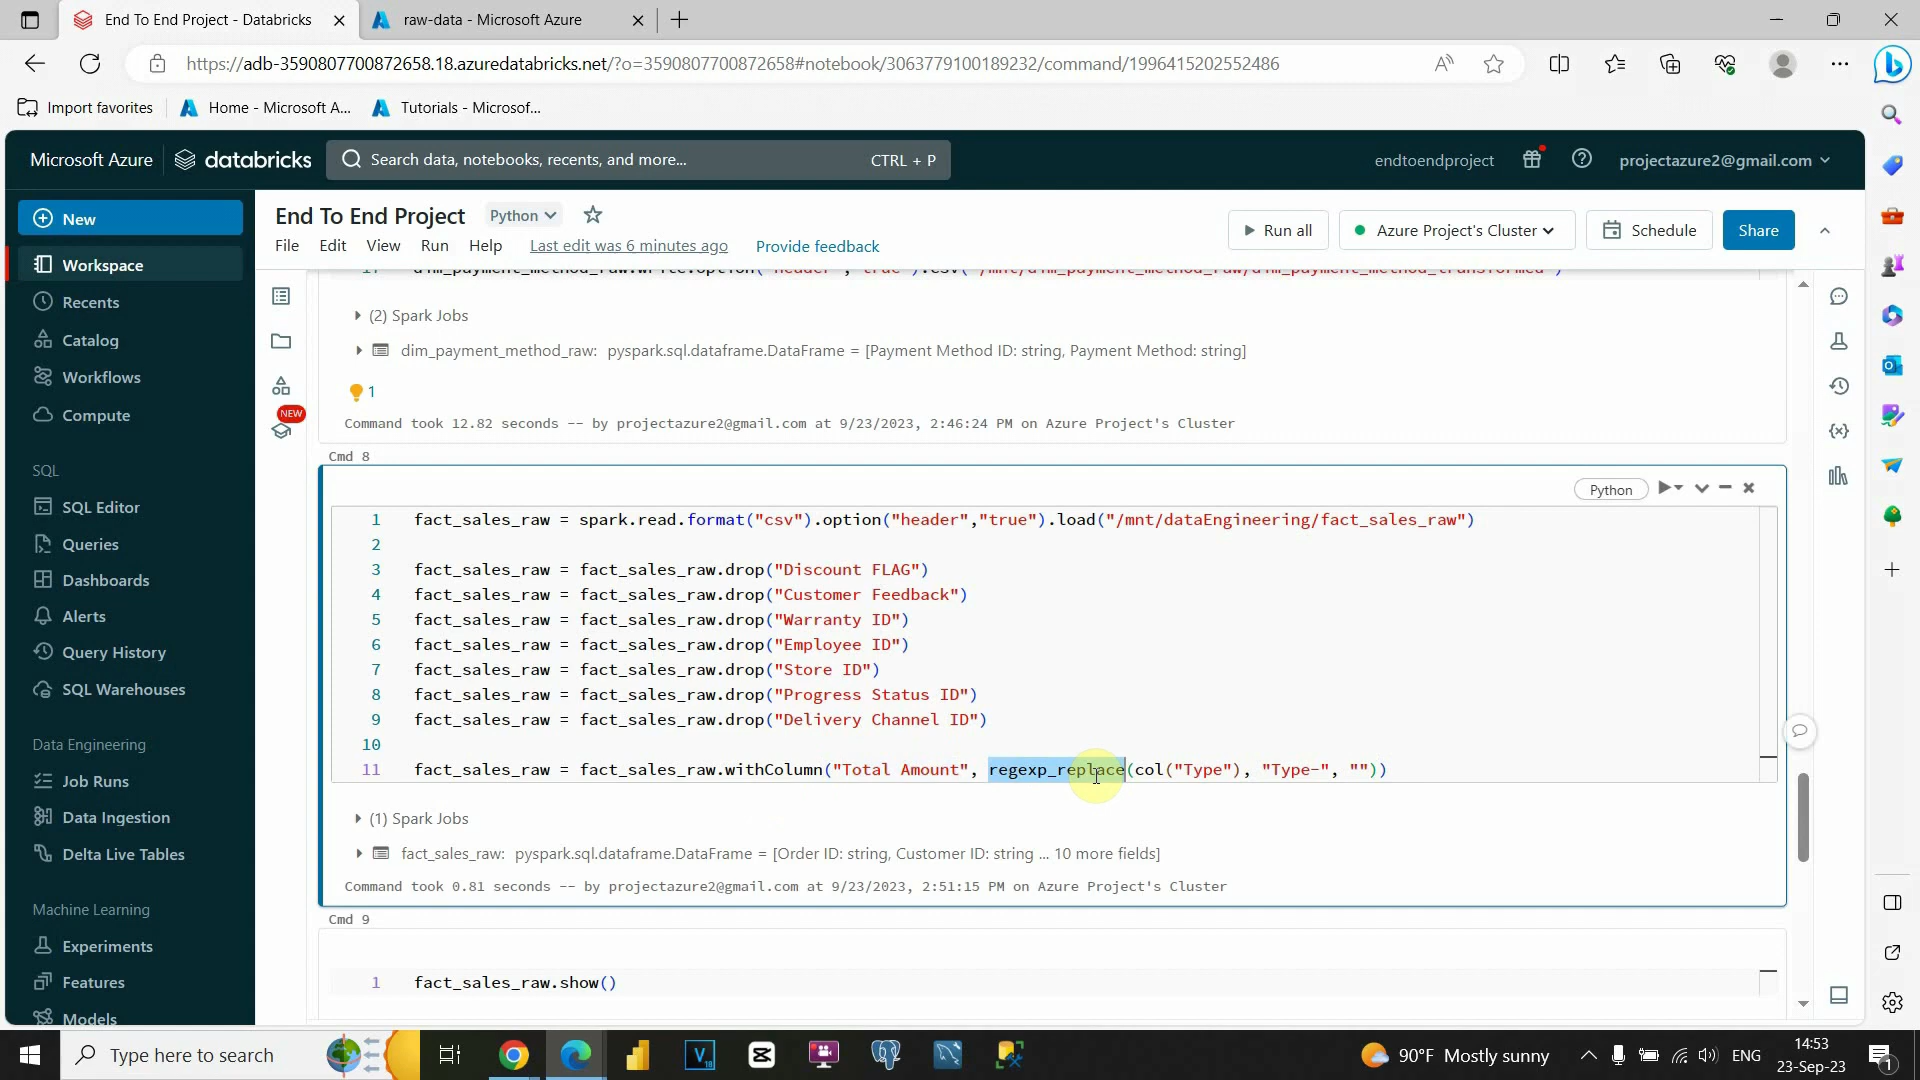 End To End Project - Databricks
raw-data - Microsoft Azure
https://adb-3590807700872658.18.azuredatabricks.net/?o=3590807700872658#notebook/3063779100189232/command/1996415202552486
Import favorites
Home - Microsoft A...
Tutorials - Microsof...
Microsoft Azure
databricks
Search data, notebooks, recents, and more...
CTRL + P
endtoendproject
projectazure2@gmail.com
New
Workspace
Recents
Catalog
Workflows
Compute
SQL
SQL Editor
Queries
Dashboards
Alerts
Query History
SQL Warehouses
Data Engineering
Job Runs
Data Ingestion
Delta Live Tables
Machine Learning
Experiments
Features
Models
End To End Project
Python
File Edit View Run Help
Last edit was 6 minutes ago
Provide feedback
Run all
Azure Project's Cluster
Schedule
Share
NEW
17 dim_payment_method_raw.write.option("header","true").csv("/mnt/dim_payment_method_raw/dim_payment_method_transformed")
(2) Spark Jobs
dim_payment_method_raw: pyspark.sql.dataframe.DataFrame = [Payment Method ID: string, Payment Method: string]
1
Command took 12.82 seconds -- by projectazure2@gmail.com at 9/23/2023, 2:46:24 PM on Azure Project's Cluster
Cmd 8
Python
1 fact_sales_raw = spark.read.format("csv").option("header","true").load("/mnt/dataEngineering/fact_sales_raw")
2
3 fact_sales_raw = fact_sales_raw.drop("Discount FLAG")
4 fact_sales_raw = fact_sales_raw.drop("Customer Feedback")
5 fact_sales_raw = fact_sales_raw.drop("Warranty ID")
6 fact_sales_raw = fact_sales_raw.drop("Employee ID")
7 fact_sales_raw = fact_sales_raw.drop("Store ID")
8 fact_sales_raw = fact_sales_raw.drop("Progress Status ID")
9 fact_sales_raw = fact_sales_raw.drop("Delivery Channel ID")
10
11 fact_sales_raw = fact_sales_raw.withColumn("Total Amount", regexp_replace(col("Type"), "Type-", ""))
(1) Spark Jobs
fact_sales_raw: pyspark.sql.dataframe.DataFrame = [Order ID: string, Customer ID: string ... 10 more fields]
Command took 0.81 seconds -- by projectazure2@gmail.com at 9/23/2023, 2:51:15 PM on Azure Project's Cluster
Cmd 9
1 fact_sales_raw.show()
Type here to search
90°F Mostly sunny
ENG
14:53
23-Sep-23
1